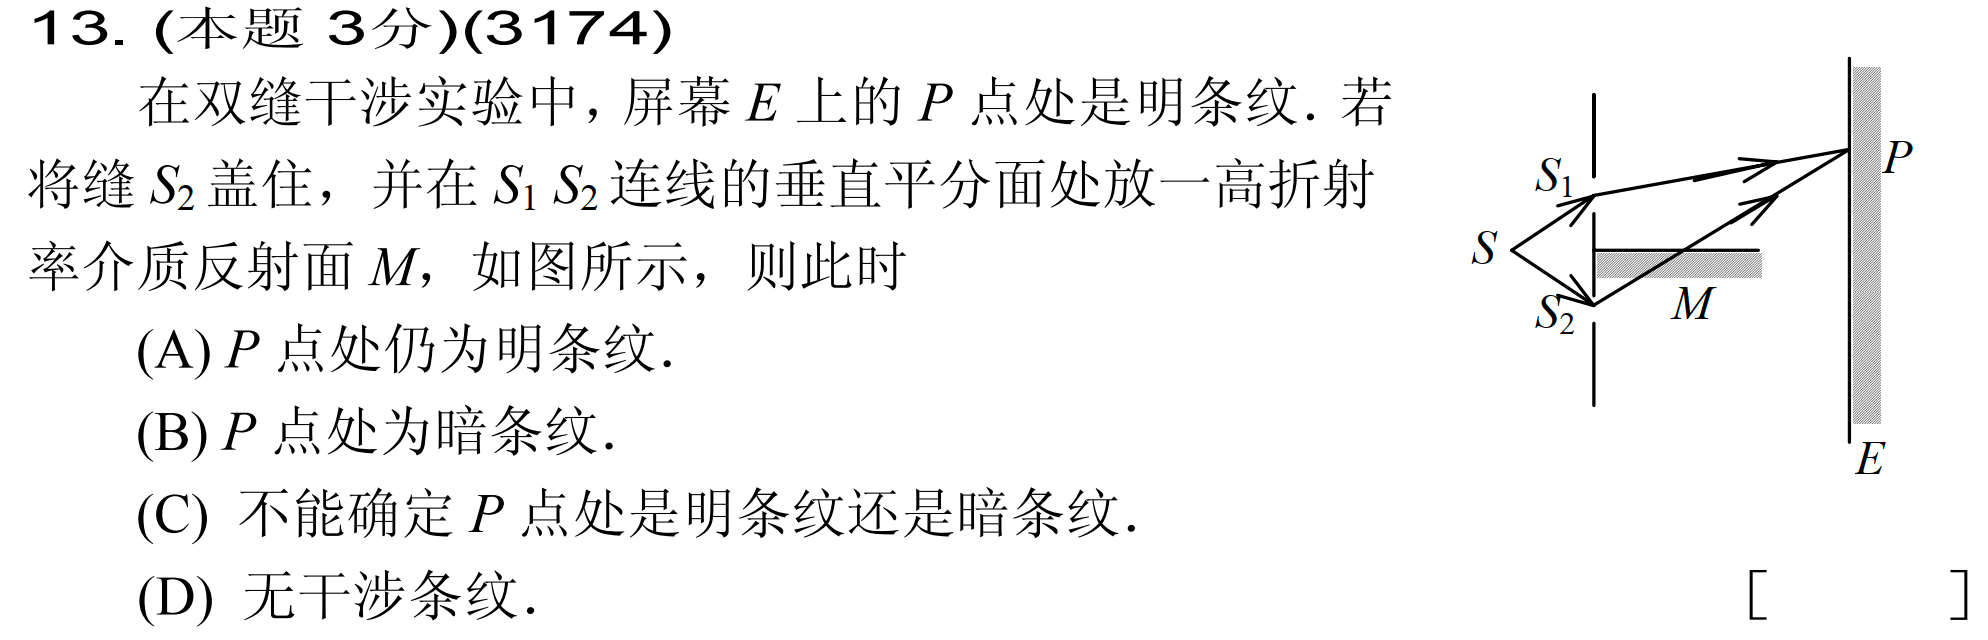 13. (本题 3分)(3174)
在双缝干涉实验中，屏幕 E 上的 P 点处是明条纹．若
将缝 S2 盖住，并在 S1 S2 连线的垂直平分面处放一高折射
率介质反射面 M，如图所示，则此时
(A) P 点处仍为明条纹．
(B) P 点处为暗条纹．
(C) 不能确定 P 点处是明条纹还是暗条纹．
(D) 无干涉条纹． [ ]
P
S1
S
S2
M
E